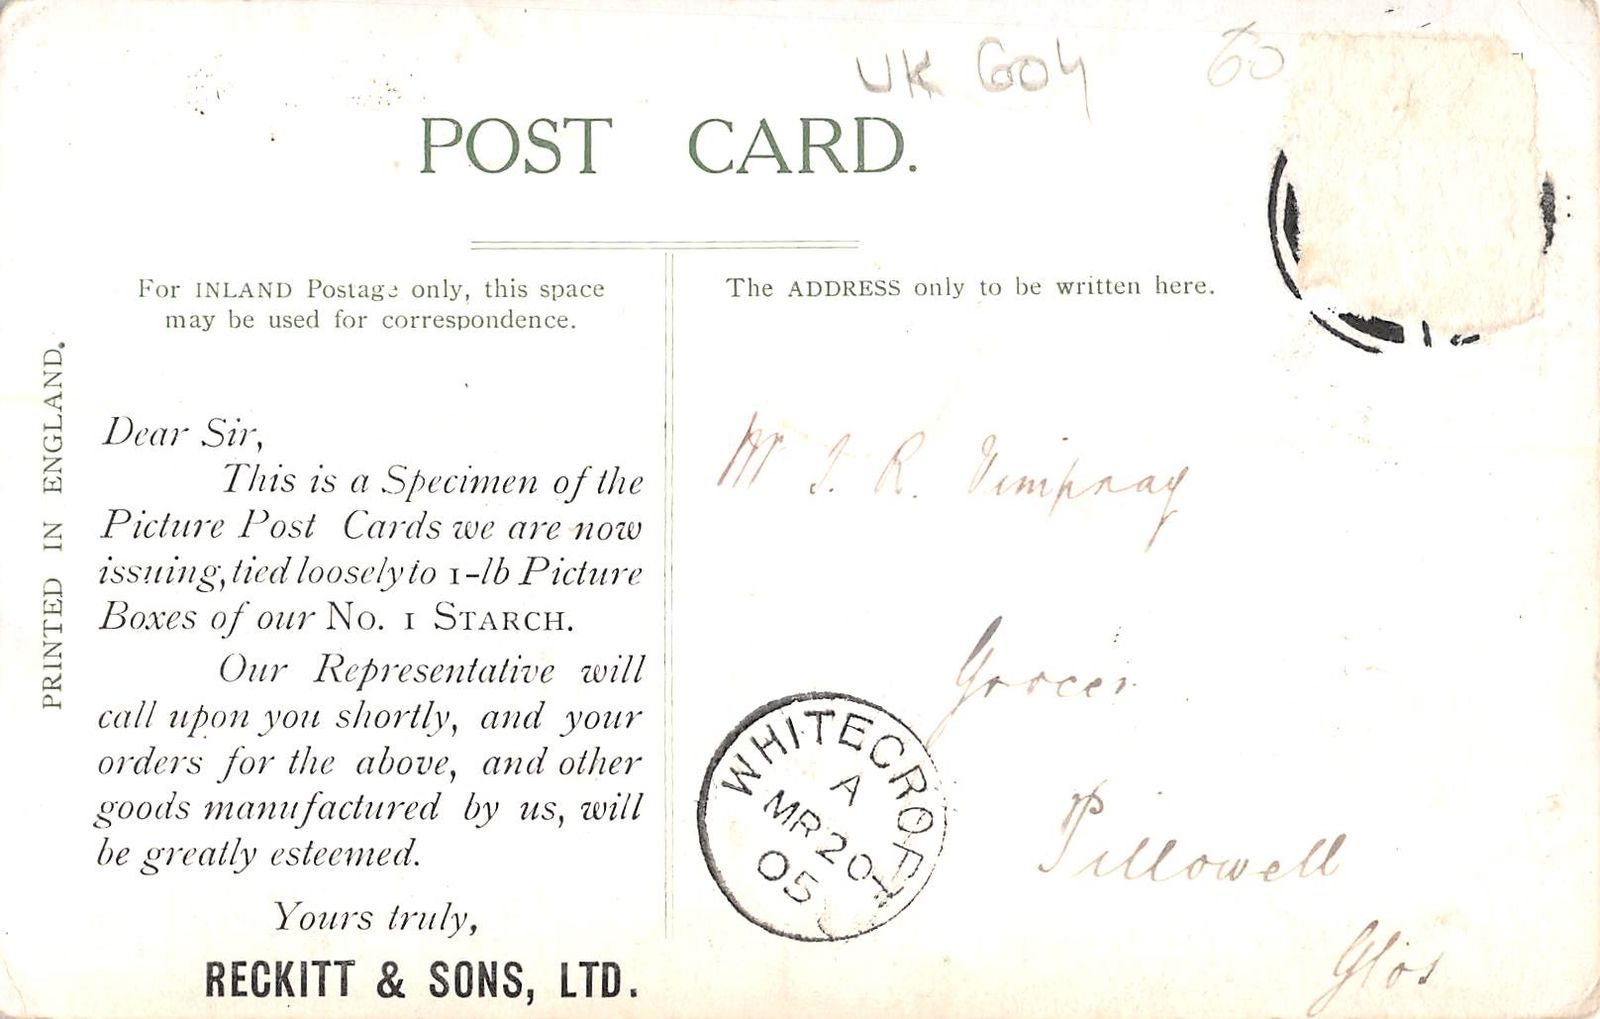 UK 604
60
POST CARD.
For INLAND Postage only, this space
may be used for correspondence.
The ADDRESS only to be written here.
PRINTED IN ENGLAND.
Dear Sir,
This is a Specimen of the
Picture Post Cards we are now
issuing, tied loosely to 1-lb Picture
Boxes of our No. 1 STARCH.
Our Representative will
call upon you shortly, and your
orders for the above, and other
goods manufactured by us, will
be greatly esteemed.
Yours truly,
RECKITT & SONS, LTD.
Mr R.
Grocer
Pillowell
Glos
WHITECROFT
A
MR 20
05